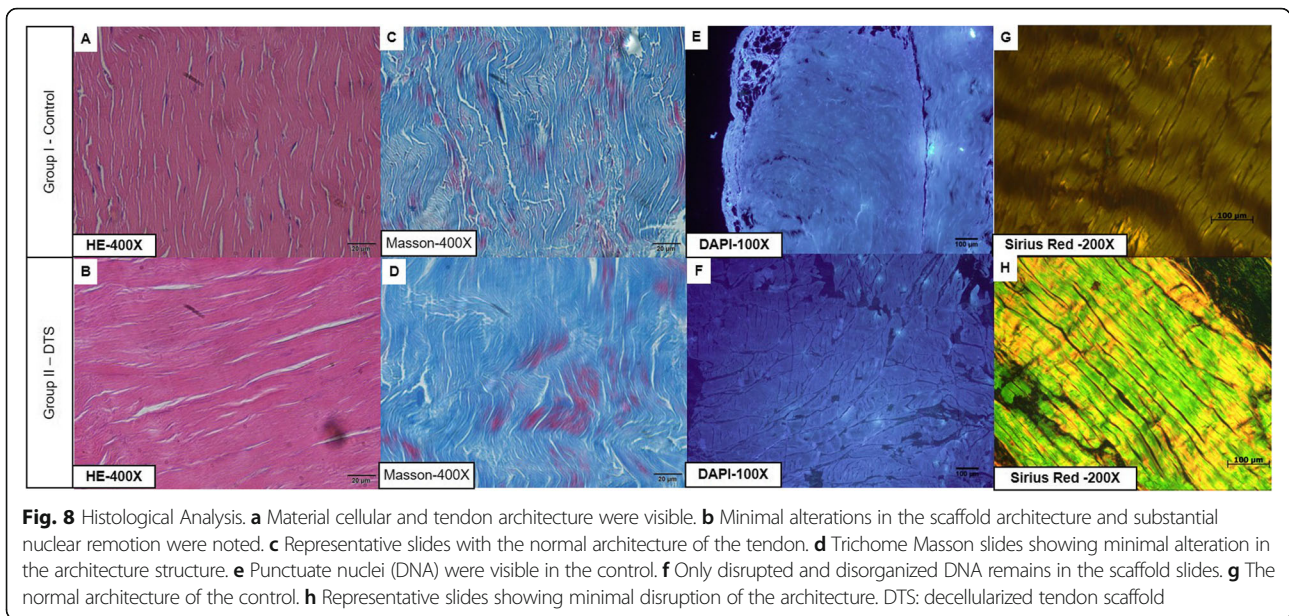 Group I - Control
A
HE-400X
20 µm
C
Masson-400X
20 µm
E
DAPI-100X
100 µm
G
Sirius Red -200X
100 µm
Group II – DTS
B
HE-400X
20 µm
D
Masson-400X
20 µm
F
DAPI-100X
100 µm
H
Sirius Red -200X
100 µm
Fig. 8 Histological Analysis. a Material cellular and tendon architecture were visible. b Minimal alterations in the scaffold architecture and substantial
nuclear remotion were noted. c Representative slides with the normal architecture of the tendon. d Trichome Masson slides showing minimal alteration in
the architecture structure. e Punctuate nuclei (DNA) were visible in the control. f Only disrupted and disorganized DNA remains in the scaffold slides. g The
normal architecture of the control. h Representative slides showing minimal disruption of the architecture. DTS: decellularized tendon scaffold